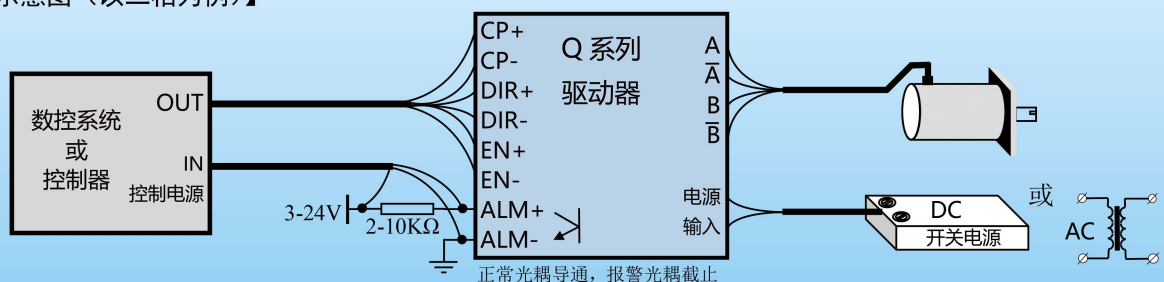 数控系统
或
控制器
OUT
IN
控制电源
3-24V
2-10KΩ
CP+
CP-
DIR+
DIR-
EN+
EN-
ALM+
ALM-
Q 系列
驱动器
A
A̅
B
B̅
电源
输入
正常光耦导通，报警光耦截止
DC
开关电源
或
AC